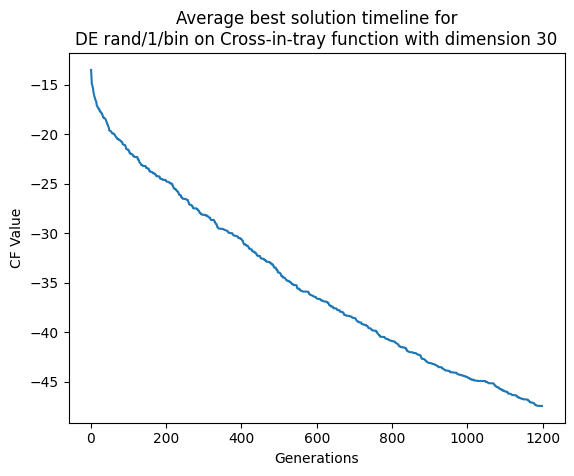 Average best solution timeline for
DE rand/1/bin on Cross-in-tray function with dimension 30
−15
−20
−25
−30
−35
−40
−45
CF Value
0 200 400 600 800 1000 1200
Generations